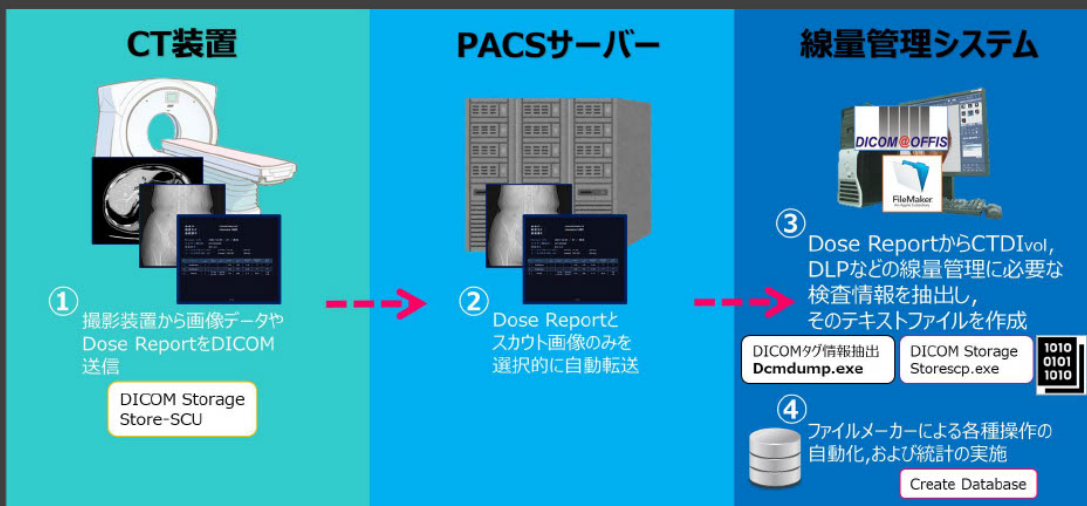 CT装置
PACSサーバー
線量管理システム
DICOM@OFFIS
FileMaker
①
撮影装置から画像データや
Dose ReportをDICOM
送信
DICOM Storage
Store-SCU
②
Dose Reportと
スカウト画像のみを
選択的に自動転送
③
Dose ReportからCTDIvol,
DLPなどの線量管理に必要な
検査情報を抽出し,
そのテキストファイルを作成
DICOMタグ情報抽出
Dcmdump.exe
DICOM Storage
Storescp.exe
1010
0101
1010
④
ファイルメーカーによる各種操作の
自動化,および統計の実施
Create Database